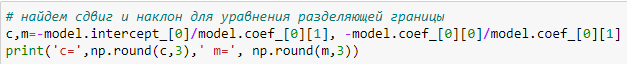 # найдем сдвиг и наклон для уравнения разделяющей границы
c,m=-model.intercept_[0]/model.coef_[0][1], -model.coef_[0][0]/model.coef_[0][1]
print('c=',np.round(c,3),' m=', np.round(m,3))